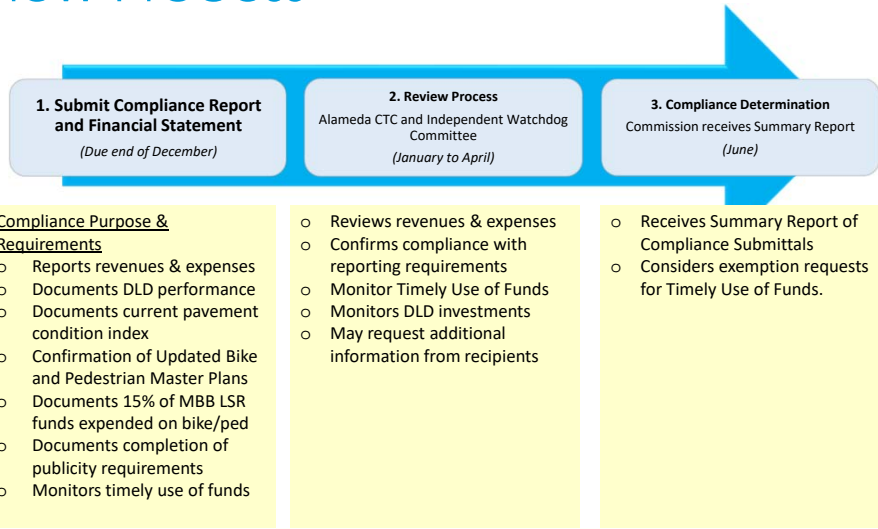 1. Submit Compliance Report
and Financial Statement
(Due end of December)
2. Review Process
Alameda CTC and Independent Watchdog
Committee
(January to April)
3. Compliance Determination
Commission receives Summary Report
(June)
Compliance Purpose &
Requirements
o Reports revenues & expenses
o Documents DLD performance
o Documents current pavement
condition index
o Confirmation of Updated Bike
and Pedestrian Master Plans
o Documents 15% of MBB LSR
funds expended on bike/ped
o Documents completion of
publicity requirements
o Monitors timely use of funds
o Reviews revenues & expenses
o Confirms compliance with
reporting requirements
o Monitor Timely Use of Funds
o Monitors DLD investments
o May request additional
information from recipients
o Receives Summary Report of
Compliance Submittals
o Considers exemption requests
for Timely Use of Funds.